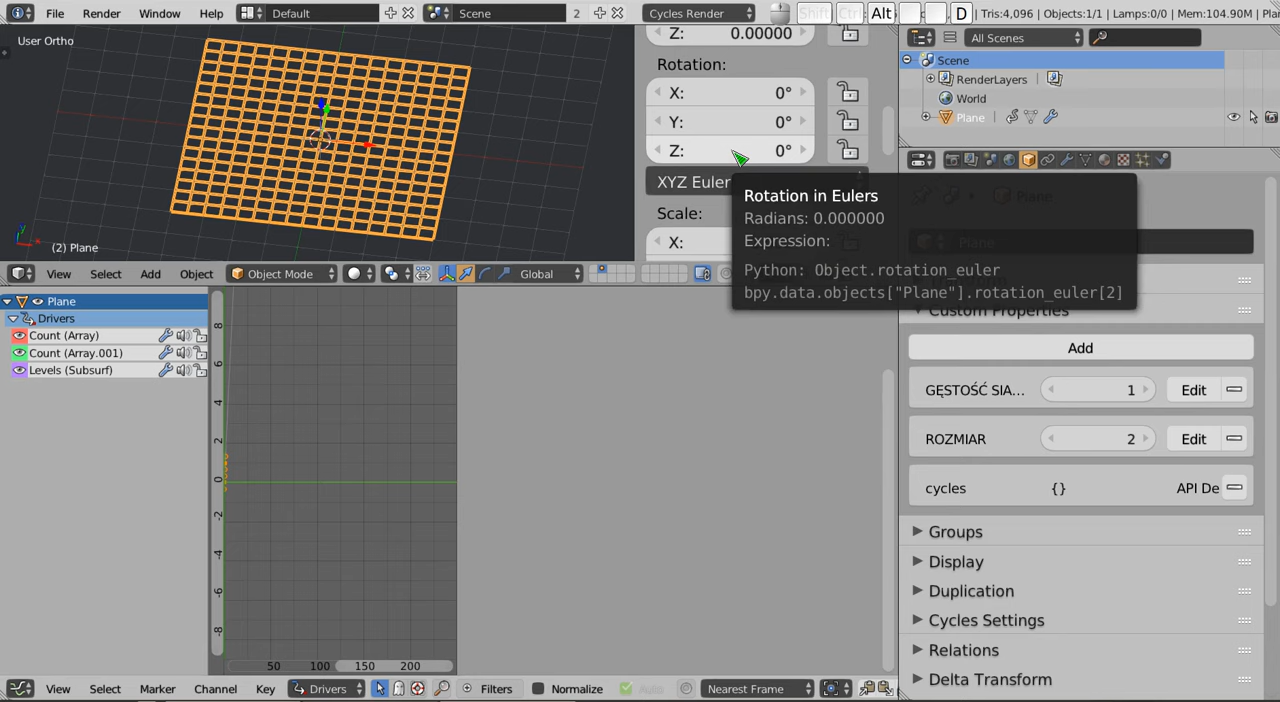 File Render Window Help Default Scene 2 Cycles Render Shift Ctrl Alt D | Tris:4,096 | Objects:1/1 | Lamps:0/0 | Mem:104.90M |
User Ortho
(2) Plane
View Select Add Object Object Mode Global
Z: 0.00000
Rotation:
X: 0°
Y: 0°
Z: 0°
XYZ Euler
Scale:
X:
Rotation in Eulers
Radians: 0.000000
Expression:
Python: Object.rotation_euler
bpy.data.objects["Plane"].rotation_euler[2]
View Search All Scenes
Scene
RenderLayers
World
Plane
Plane
Plane
Custom Properties
Add
GĘSTOŚĆ SIA... 1 Edit
ROZMIAR 2 Edit
cycles {} API De
Groups
Display
Duplication
Cycles Settings
Relations
Delta Transform
Plane
Drivers
Count (Array)
Count (Array.001)
Levels (Subsurf)
8
6
4
2
0
-2
-4
-6
-8
50 100 150 200
View Select Marker Channel Key Drivers Filters Normalize Auto Nearest Frame